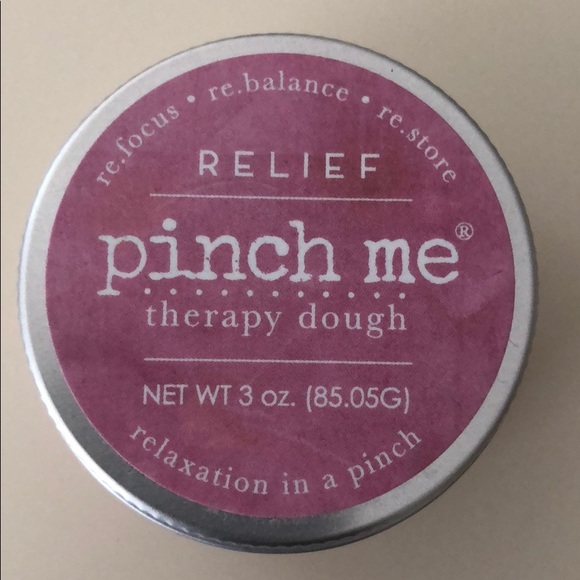 re.focus • re.balance • re.store
RELIEF
pinch me®
therapy dough
NET WT 3 oz. (85.05G)
relaxation in a pinch